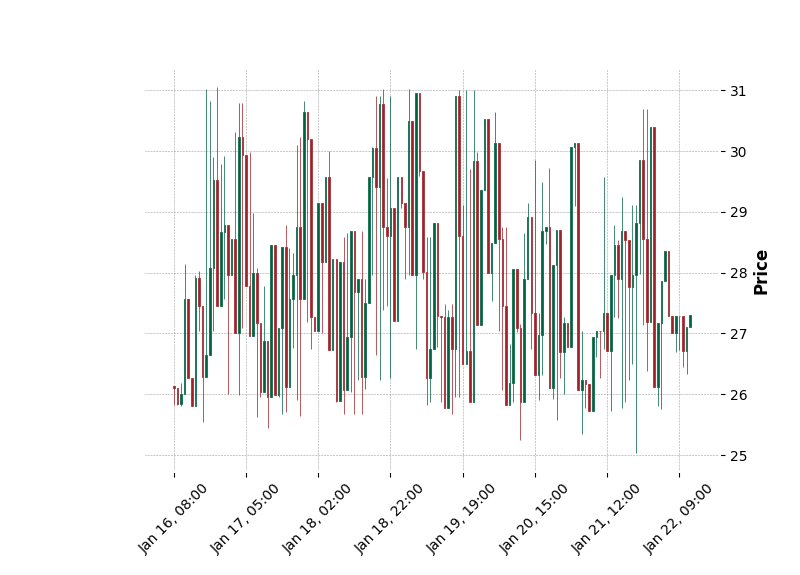 31
30
29
28
27
26
25
Price
Jan 16, 08:00
Jan 17, 05:00
Jan 18, 02:00
Jan 18, 22:00
Jan 19, 19:00
Jan 20, 15:00
Jan 21, 12:00
Jan 22, 09:00